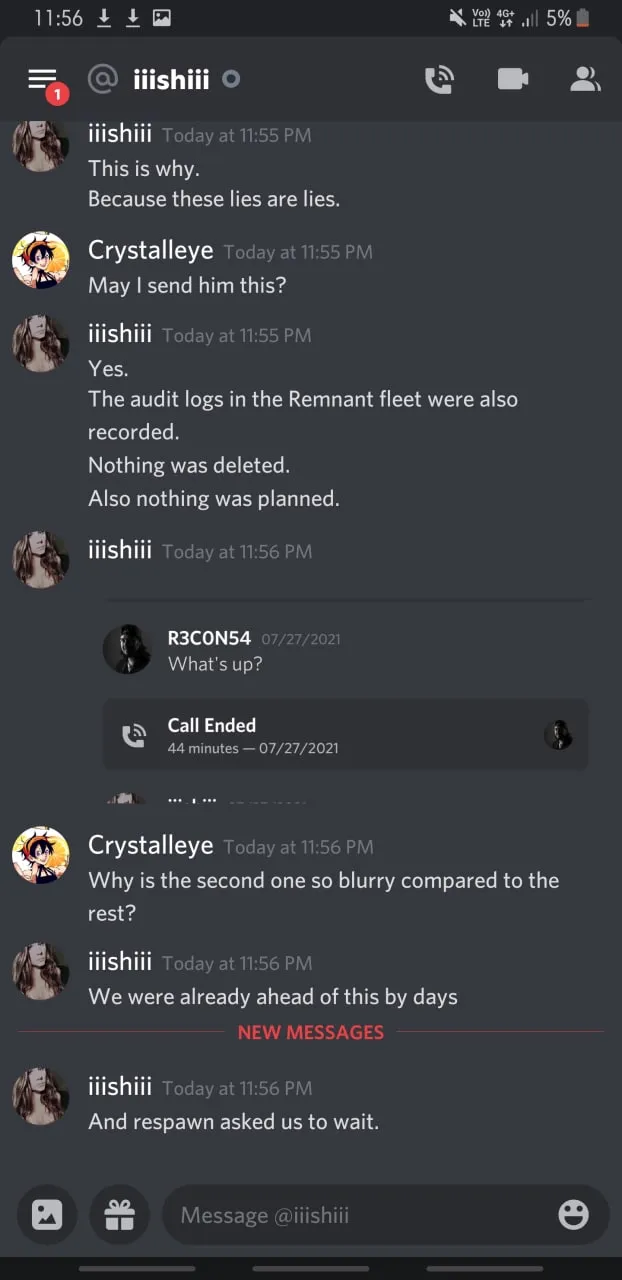 11:56 Vo)) LTE 4G+ 5%
1
@ iiishiii
iiishiii Today at 11:55 PM
This is why.
Because these lies are lies.
Crystalleye Today at 11:55 PM
May I send him this?
iiishiii Today at 11:55 PM
Yes.
The audit logs in the Remnant fleet were also
recorded.
Nothing was deleted.
Also nothing was planned.
iiishiii Today at 11:56 PM
R3C0N54 07/27/2021
What's up?
Call Ended
44 minutes — 07/27/2021
Crystalleye Today at 11:56 PM
Why is the second one so blurry compared to the
rest?
iiishiii Today at 11:56 PM
We were already ahead of this by days
NEW MESSAGES
iiishiii Today at 11:56 PM
And respawn asked us to wait.
Message @iiishiii